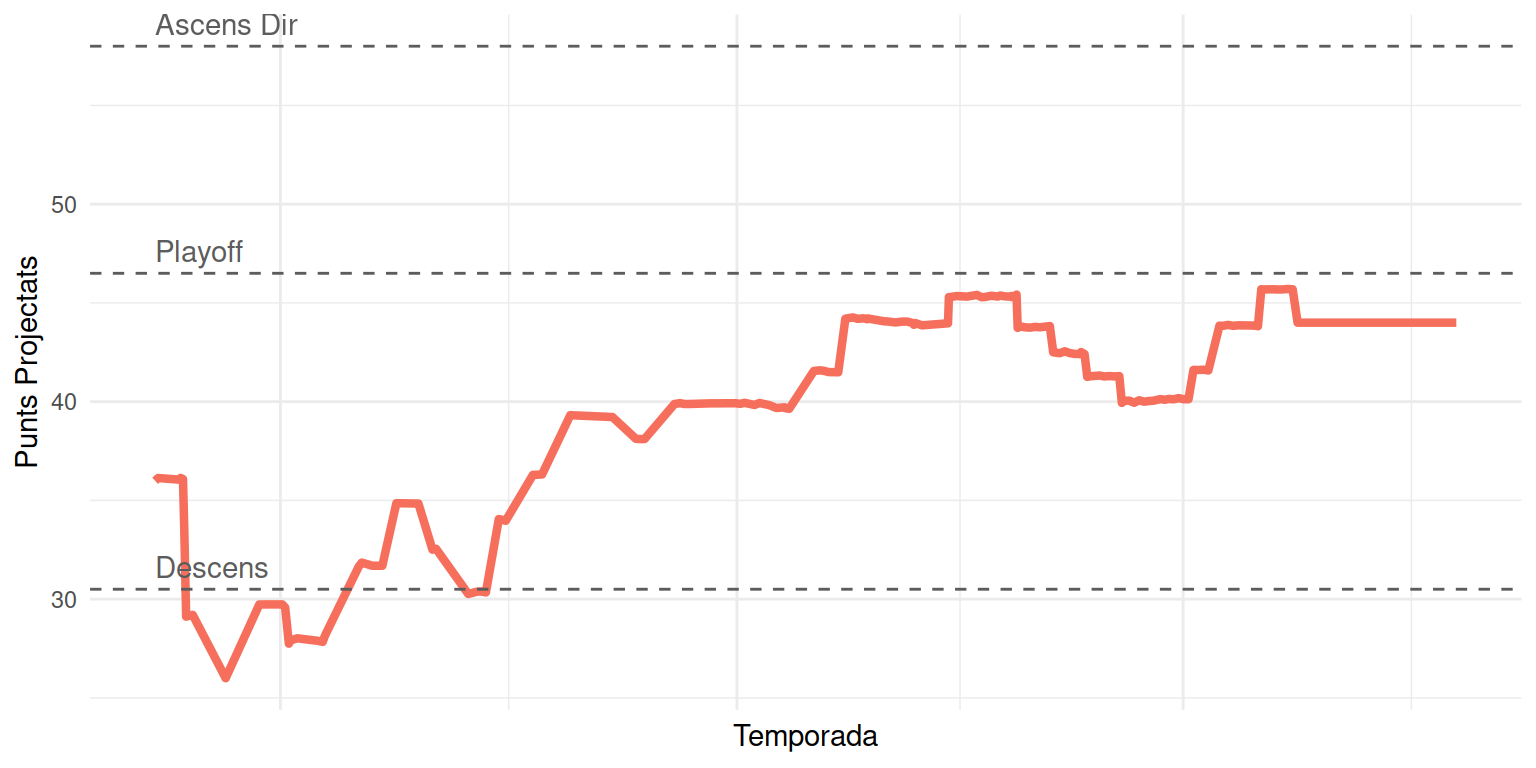 Ascens Dir
50
Playoff
Punts Projectats
40
Descens
30
Temporada